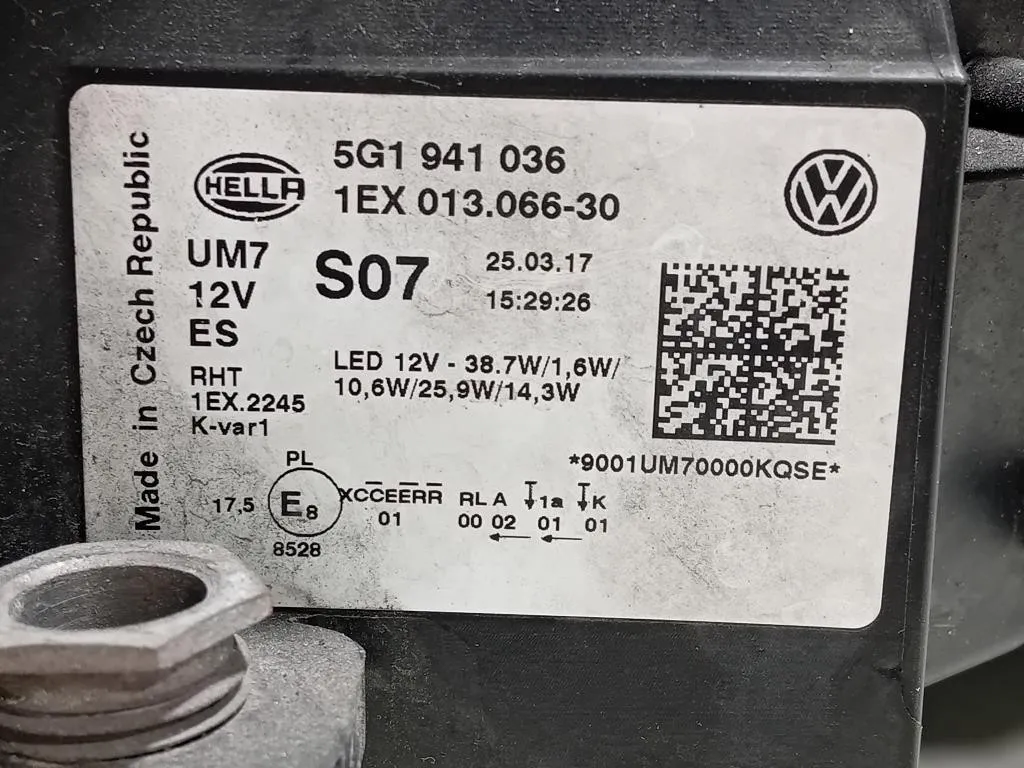 Made in Czech Republic
HELLA
5G1 941 036
1EX 013.066-30
UM7
12V
ES
S07
25.03.17
15:29:26
RHT
1EX.2245
K-var1
LED 12V - 38.7W/1,6W/
10,6W/25,9W/14,3W
*9001UM70000KQSE*
PL
17,5
E8
8528
XCCEERR RL A 1a K
01 00 02 01 01